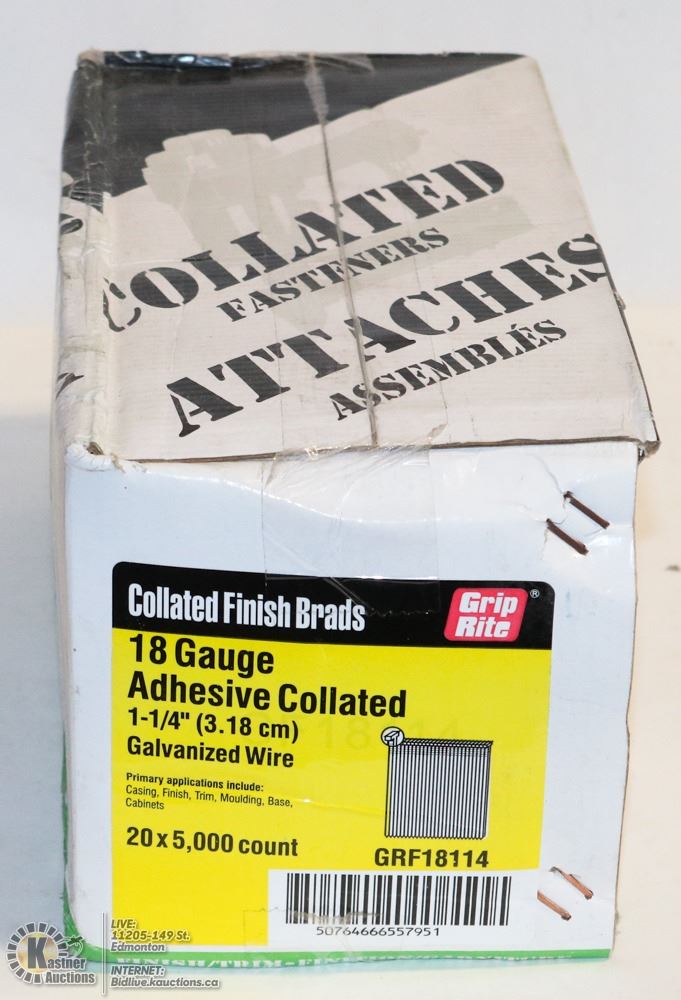 COLLATED
FASTENERS
ATTACHES
ASSEMBLÉS
Collated Finish Brads
Grip
Rite®
18 Gauge
Adhesive Collated
1-1/4" (3.18 cm)
Galvanized Wire
Primary applications include:
Casing, Finish, Trim, Moulding, Base,
Cabinets
20 x 5,000 count
GRF18114
50764666557951
Kastner
Auctions
LIVE:
11205-149 St.
Edmonton
INTERNET:
Bidlive.kauctions.ca
FINISH/TRIM